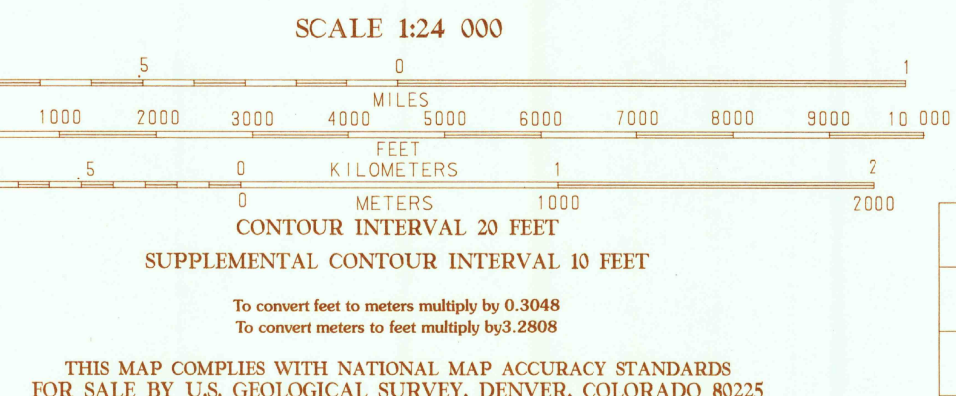 SCALE 1:24 000
.5 0 1
MILES
1000 2000 3000 4000 5000 6000 7000 8000 9000 10 000
FEET
.5 0 KILOMETERS 1 2
0 METERS 1000 2000
CONTOUR INTERVAL 20 FEET
SUPPLEMENTAL CONTOUR INTERVAL 10 FEET
To convert feet to meters multiply by 0.3048
To convert meters to feet multiply by3.2808
THIS MAP COMPLIES WITH NATIONAL MAP ACCURACY STANDARDS
FOR SALE BY U.S. GEOLOGICAL SURVEY, DENVER, COLORADO 80225